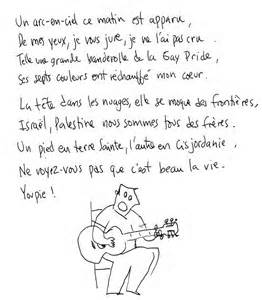 Un arc-en-ciel ce matin est apparu,
De mes yeux, je vous jure, je ne l'ai pas cru.
Telle une grande banderolle de la Gay Pride,
Ses sept couleurs ont réchauffé mon coeur.
La tête dans les nuages, elle se moque des frontières,
Israël, Palestine nous sommes tous des frères.
Un pied en terre Sainte, l'autre en Cisjordanie,
Ne voyez-vous pas que c'est beau la vie.
Youpie !